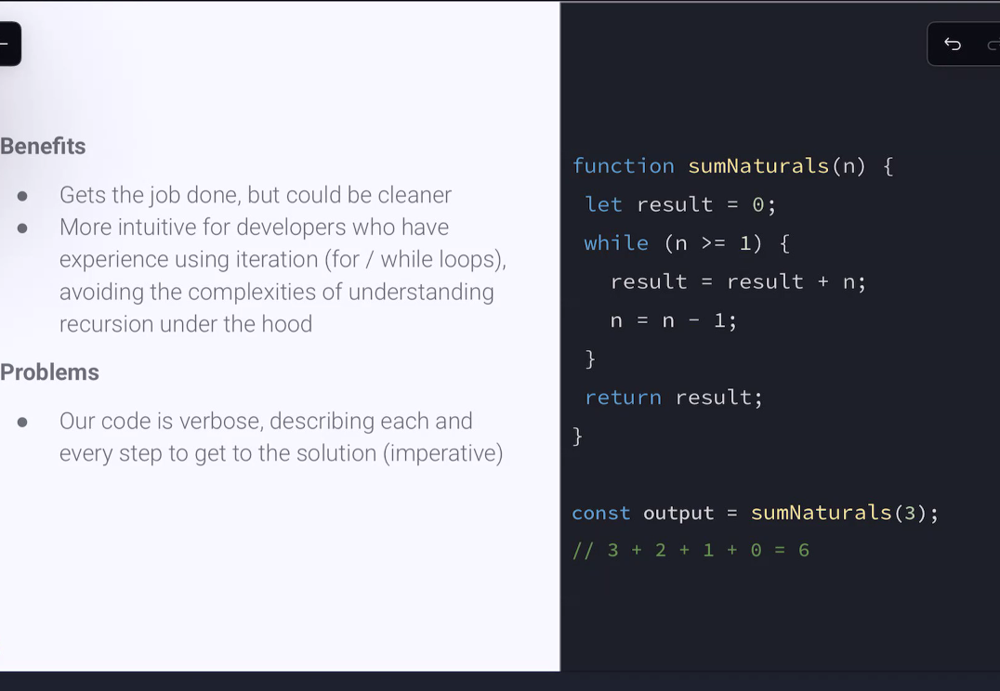 Benefits
● Gets the job done, but could be cleaner
● More intuitive for developers who have
experience using iteration (for / while loops),
avoiding the complexities of understanding
recursion under the hood
Problems
● Our code is verbose, describing each and
every step to get to the solution (imperative)
function sumNaturals(n) {
 let result = 0;
 while (n >= 1) {
   result = result + n;
   n = n - 1;
 }
 return result;
}
const output = sumNaturals(3);
// 3 + 2 + 1 + 0 = 6